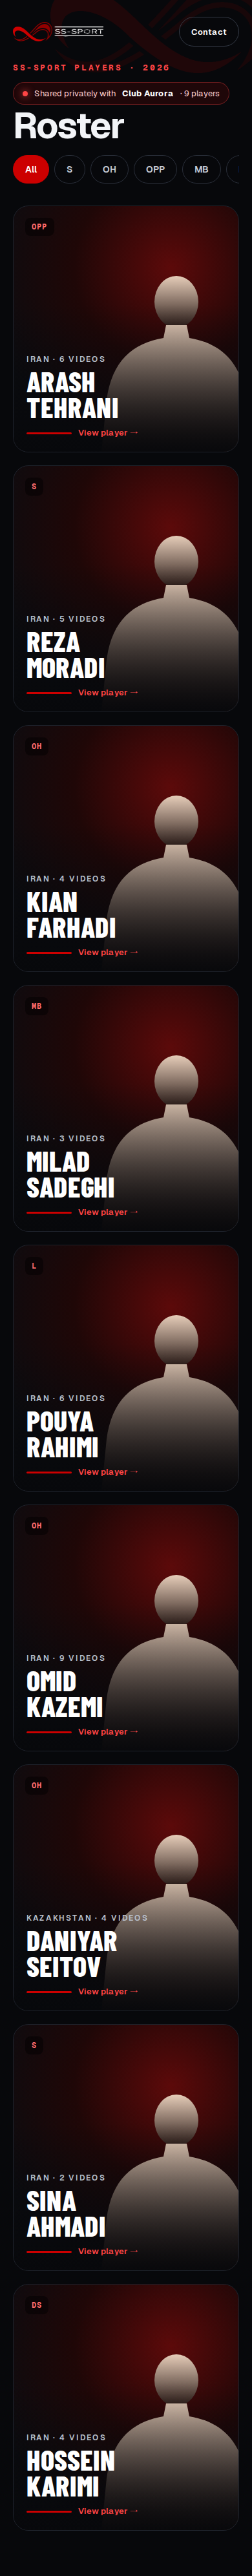 SS-SPORT
Contact
SS-SPORT PLAYERS · 2026
Shared privately with Club Aurora · 9 players
Roster
All S OH OPP MB
OPP
IRAN · 6 VIDEOS
ARASH
TEHRANI
View player →
S
IRAN · 5 VIDEOS
REZA
MORADI
View player →
OH
IRAN · 4 VIDEOS
KIAN
FARHADI
View player →
MB
IRAN · 3 VIDEOS
MILAD
SADEGHI
View player →
L
IRAN · 6 VIDEOS
POUYA
RAHIMI
View player →
OH
IRAN · 9 VIDEOS
OMID
KAZEMI
View player →
OH
KAZAKHSTAN · 4 VIDEOS
DANIYAR
SEITOV
View player →
S
IRAN · 2 VIDEOS
SINA
AHMADI
View player →
DS
IRAN · 4 VIDEOS
HOSSEIN
KARIMI
View player →